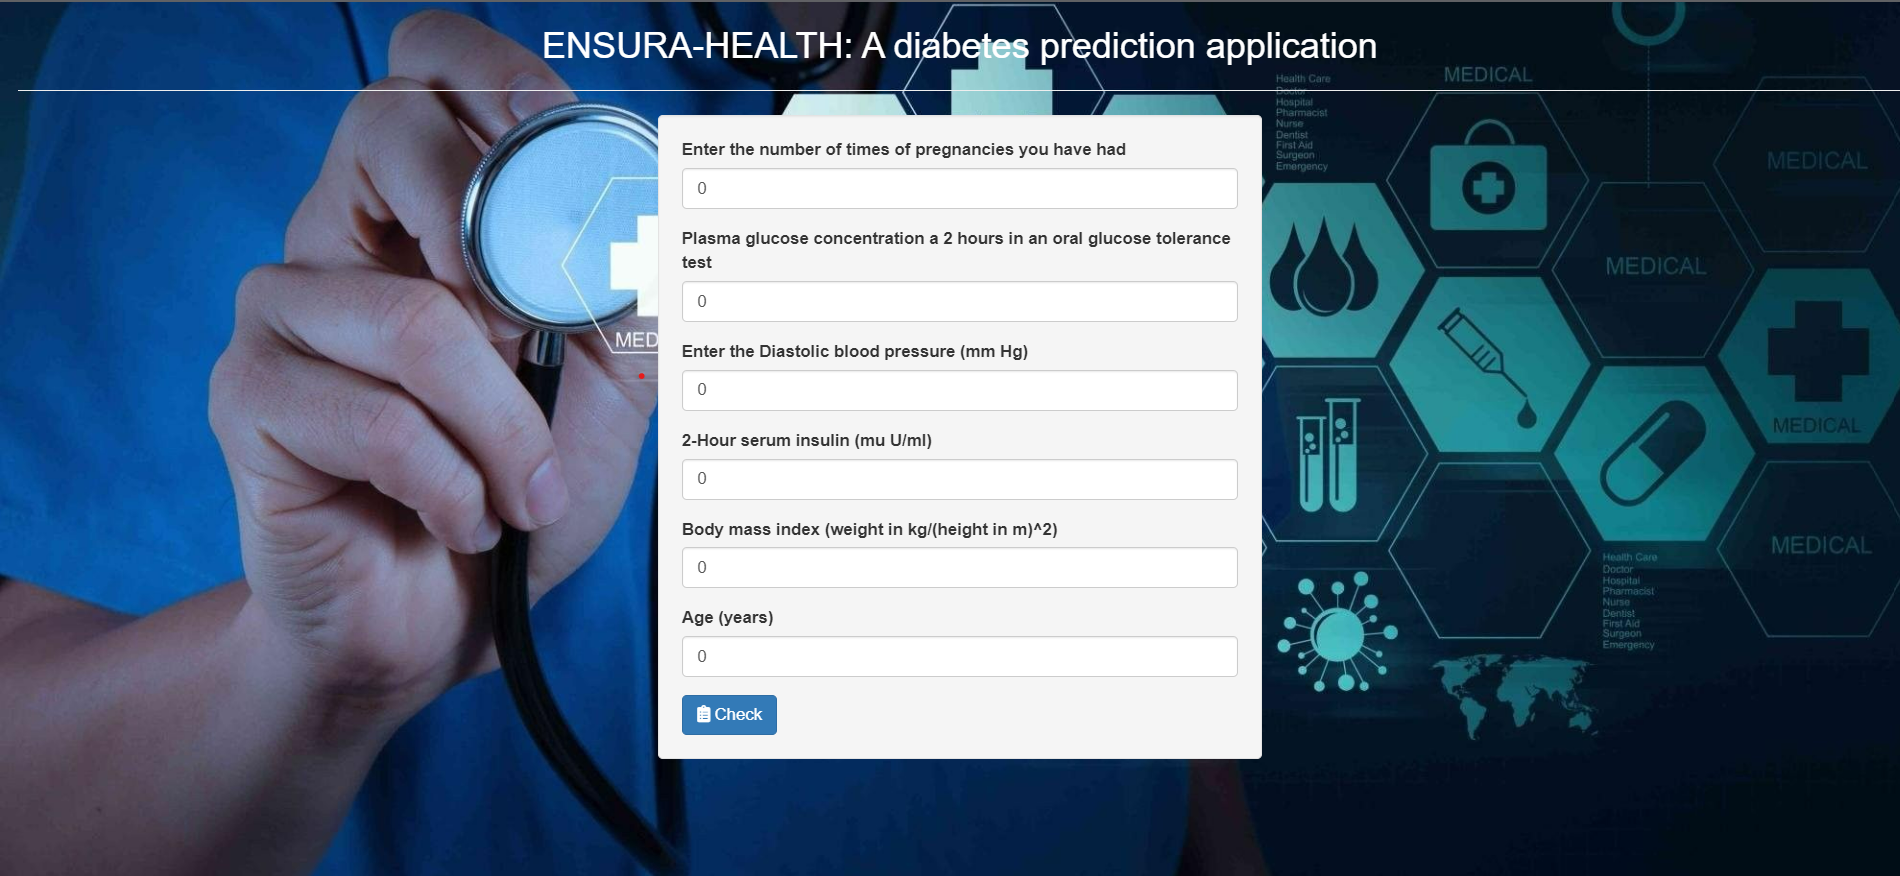 ENSURA-HEALTH: A diabetes prediction application
Enter the number of times of pregnancies you have had
0
Plasma glucose concentration a 2 hours in an oral glucose tolerance
test
0
Enter the Diastolic blood pressure (mm Hg)
0
2-Hour serum insulin (mu U/ml)
0
Body mass index (weight in kg/(height in m)^2)
0
Age (years)
0
Check
MED
Health Care
Doctor
Hospital
Pharmacist
Nurse
Dentist
First Aid
Surgeon
Emergency
MEDICAL
MEDICAL
MEDICAL
MEDICAL
MEDICAL
Health Care
Doctor
Hospital
Pharmacist
Nurse
Dentist
First Aid
Surgeon
Emergency